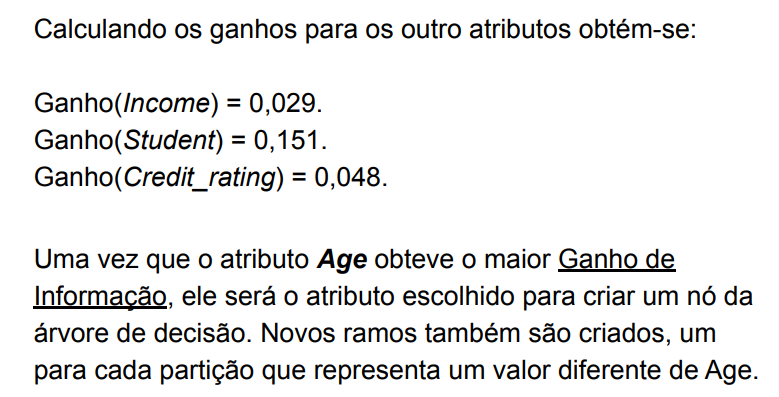 Calculando os ganhos para os outro atributos obtém-se:
Ganho(Income) = 0,029.
Ganho(Student) = 0,151.
Ganho(Credit_rating) = 0,048.
Uma vez que o atributo Age obteve o maior Ganho de
Informação, ele será o atributo escolhido para criar um nó da
árvore de decisão. Novos ramos também são criados, um
para cada partição que representa um valor diferente de Age.